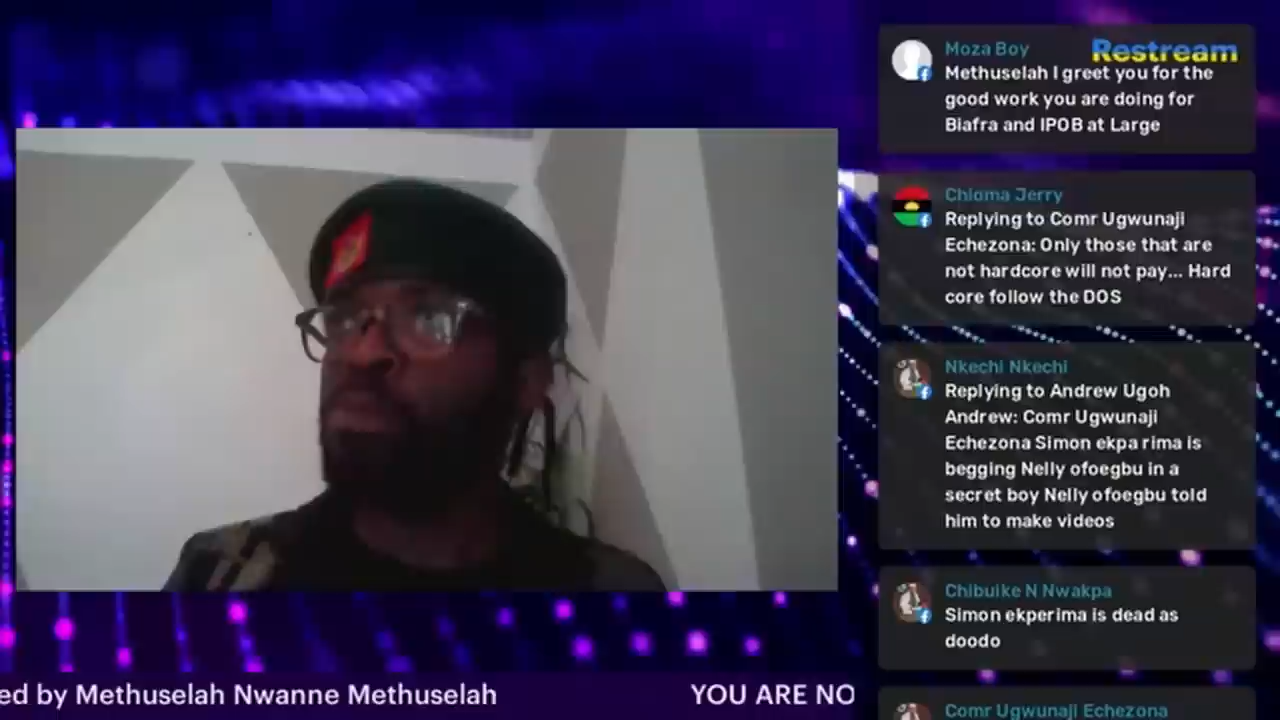 Restream
Moza Boy
Methuselah I greet you for the
good work you are doing for
Biafra and IPOB at Large
Chioma Jerry
Replying to Comr Ugwunaji
Echezona: Only those that are
not hardcore will not pay... Hard
core follow the DOS
Nkechi Nkechi
Replying to Andrew Ugoh
Andrew: Comr Ugwunaji
Echezona Simon ekpa rima is
begging Nelly ofoegbu in a
secret boy Nelly ofoegbu told
him to make videos
Chibuike N Nwakpa
Simon ekperima is dead as
doodo
Comr Ugwunaji Echezona
ed by Methuselah Nwanne Methuselah
YOU ARE NO